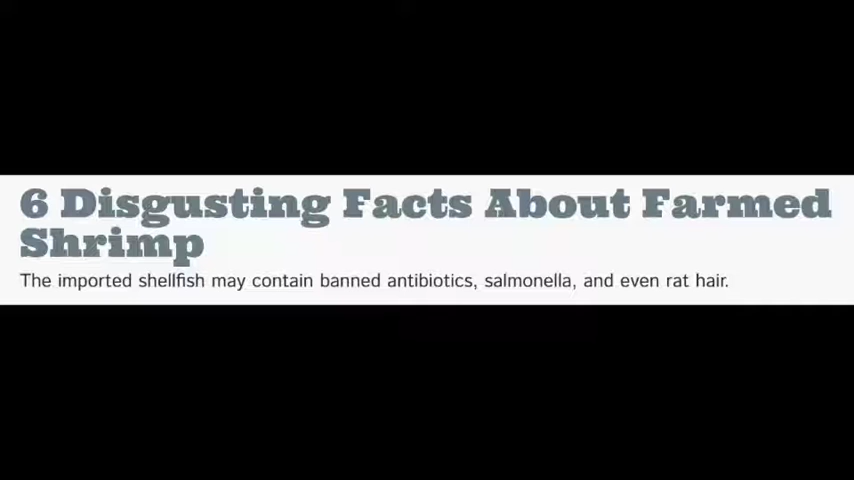 6 Disgusting Facts About Farmed
Shrimp
The imported shellfish may contain banned antibiotics, salmonella, and even rat hair.